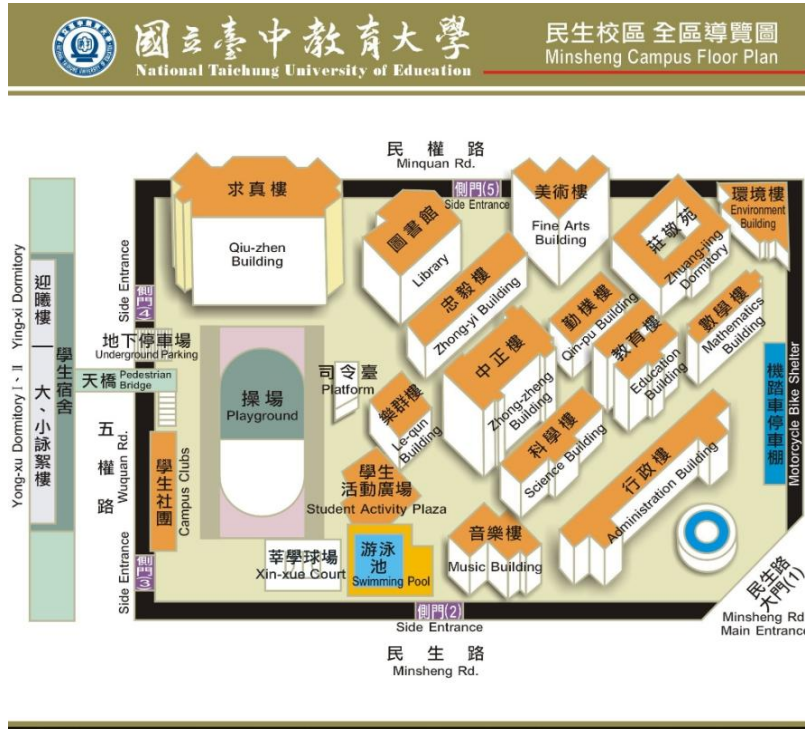 國立臺中教育大學
National Taichung University of Education
民生校區 全區導覽圖
Minsheng Campus Floor Plan
民權路
Minquan Rd.
側門(5)
Side Entrance
求真樓
Qiu-zhen
Building
圖書館
Library
忠毅樓
Zhong-yi Building
美術樓
Fine Arts
Building
莊敬苑
Zhuang-jing
Dormitory
環境樓
Environment
Building
側門4
Side Entrance
迎曦樓 — 大、小詠絮樓
學生宿舍
Ying-xi Dormitory
Yong-xu Dormitory I、II
地下停車場
Underground Parking
天橋
Pedestrian
Bridge
五權路
Wuquan Rd.
操場
Playground
司令臺
Platform
樂群樓
Le-qun
Building
中正樓
Zhong-zheng
Building
勤樸樓
Qin-pu Building
教育樓
Education
Building
數學樓
Mathematics
Building
機踏車停車棚
Motorcycle Bike Shelter
學生社團
Campus Clubs
學生
活動廣場
Student Activity Plaza
科學樓
Science Building
行政樓
Administration Building
側門3
Side Entrance
莘學球場
Xin-xue Court
游泳
池
Swimming Pool
音樂樓
Music Building
側門(2)
Side Entrance
民生路
Minsheng Rd.
民生路
大門(1)
Minsheng Rd
Main Entrance